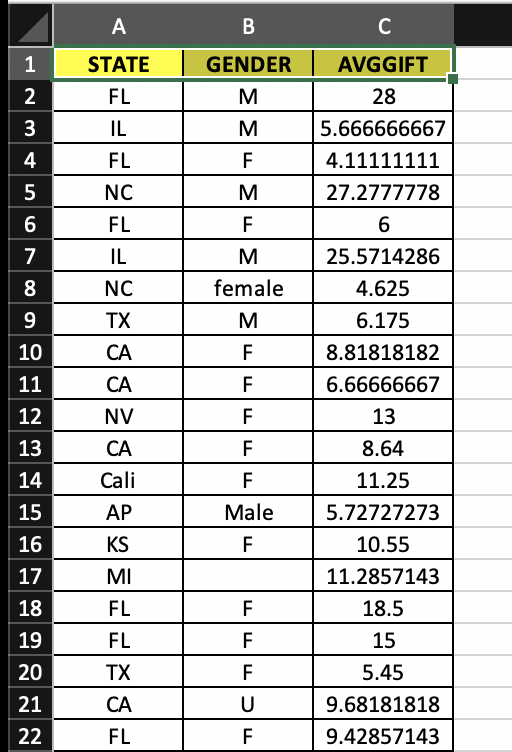 A B C
1 STATE GENDER AVGGIFT
2 FL M 28
3 IL M 5.666666667
4 FL F 4.11111111
5 NC M 27.2777778
6 FL F 6
7 IL M 25.5714286
8 NC female 4.625
9 TX M 6.175
10 CA F 8.81818182
11 CA F 6.66666667
12 NV F 13
13 CA F 8.64
14 Cali F 11.25
15 AP Male 5.72727273
16 KS F 10.55
17 MI 11.2857143
18 FL F 18.5
19 FL F 15
20 TX F 5.45
21 CA U 9.68181818
22 FL F 9.42857143